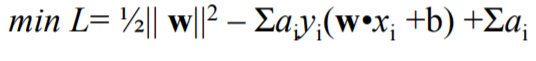 min L= ½|| w||² – Σaᵢyᵢ(w•xᵢ +b) +Σaᵢ